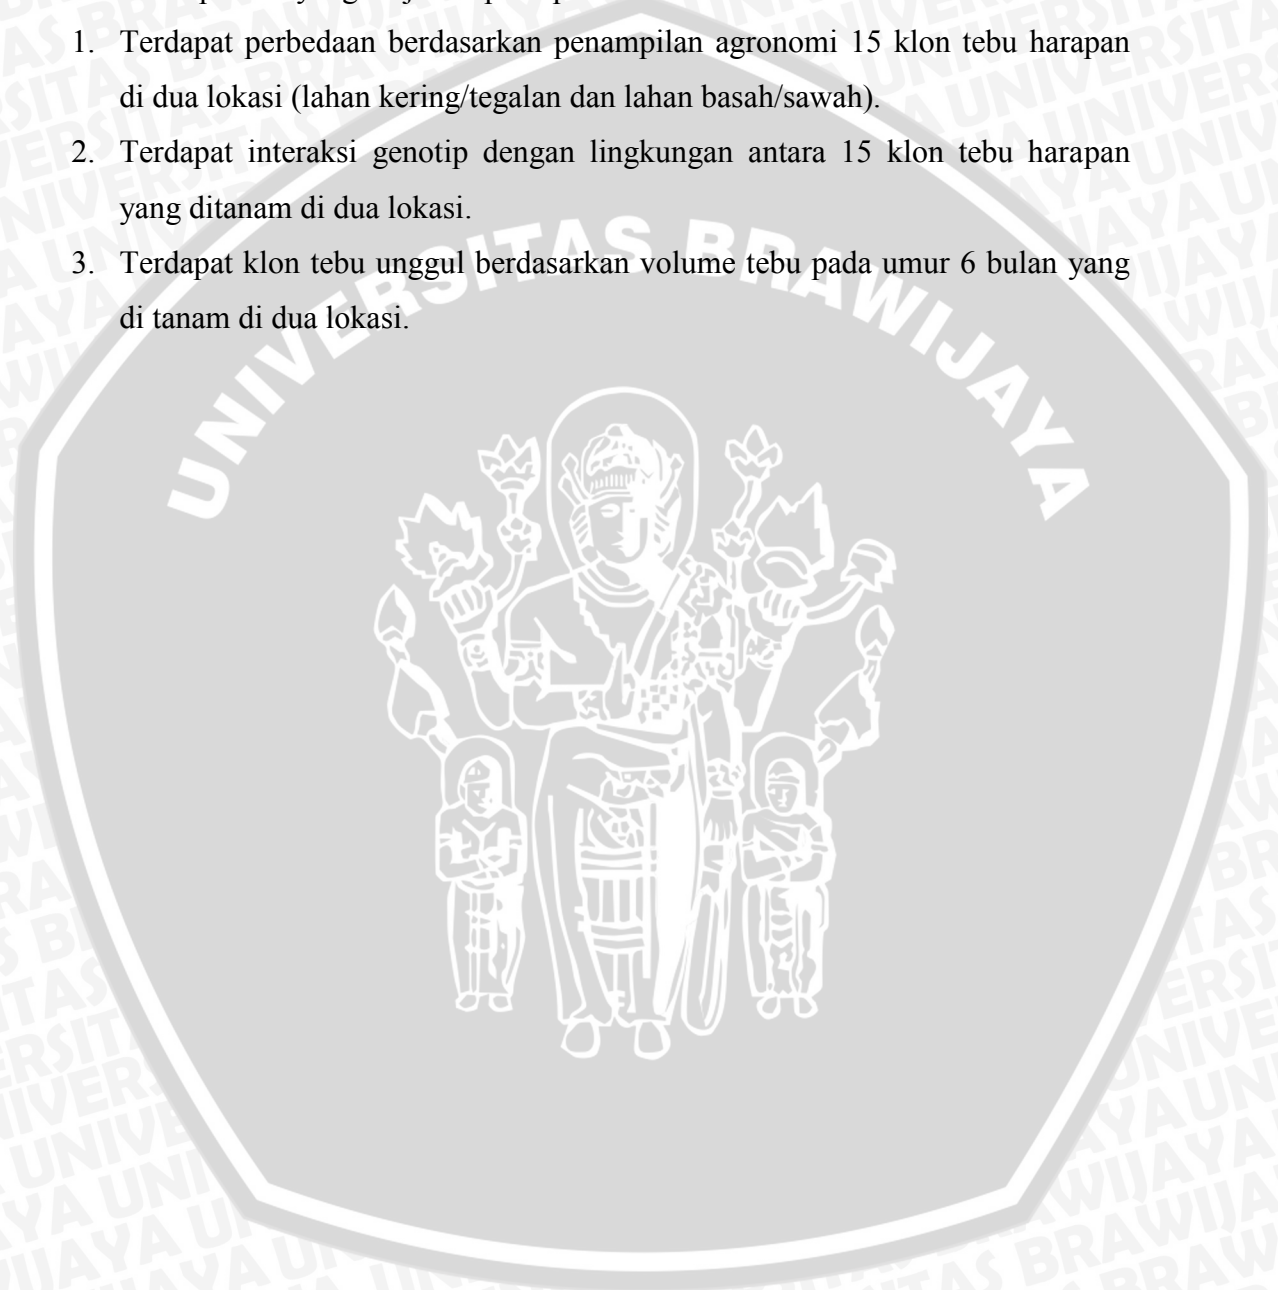 1. Terdapat perbedaan berdasarkan penampilan agronomi 15 klon tebu harapan
di dua lokasi (lahan kering/tegalan dan lahan basah/sawah).
2. Terdapat interaksi genotip dengan lingkungan antara 15 klon tebu harapan
yang ditanam di dua lokasi.
3. Terdapat klon tebu unggul berdasarkan volume tebu pada umur 6 bulan yang
di tanam di dua lokasi.
UNIVERSITAS BRAWIJAYA